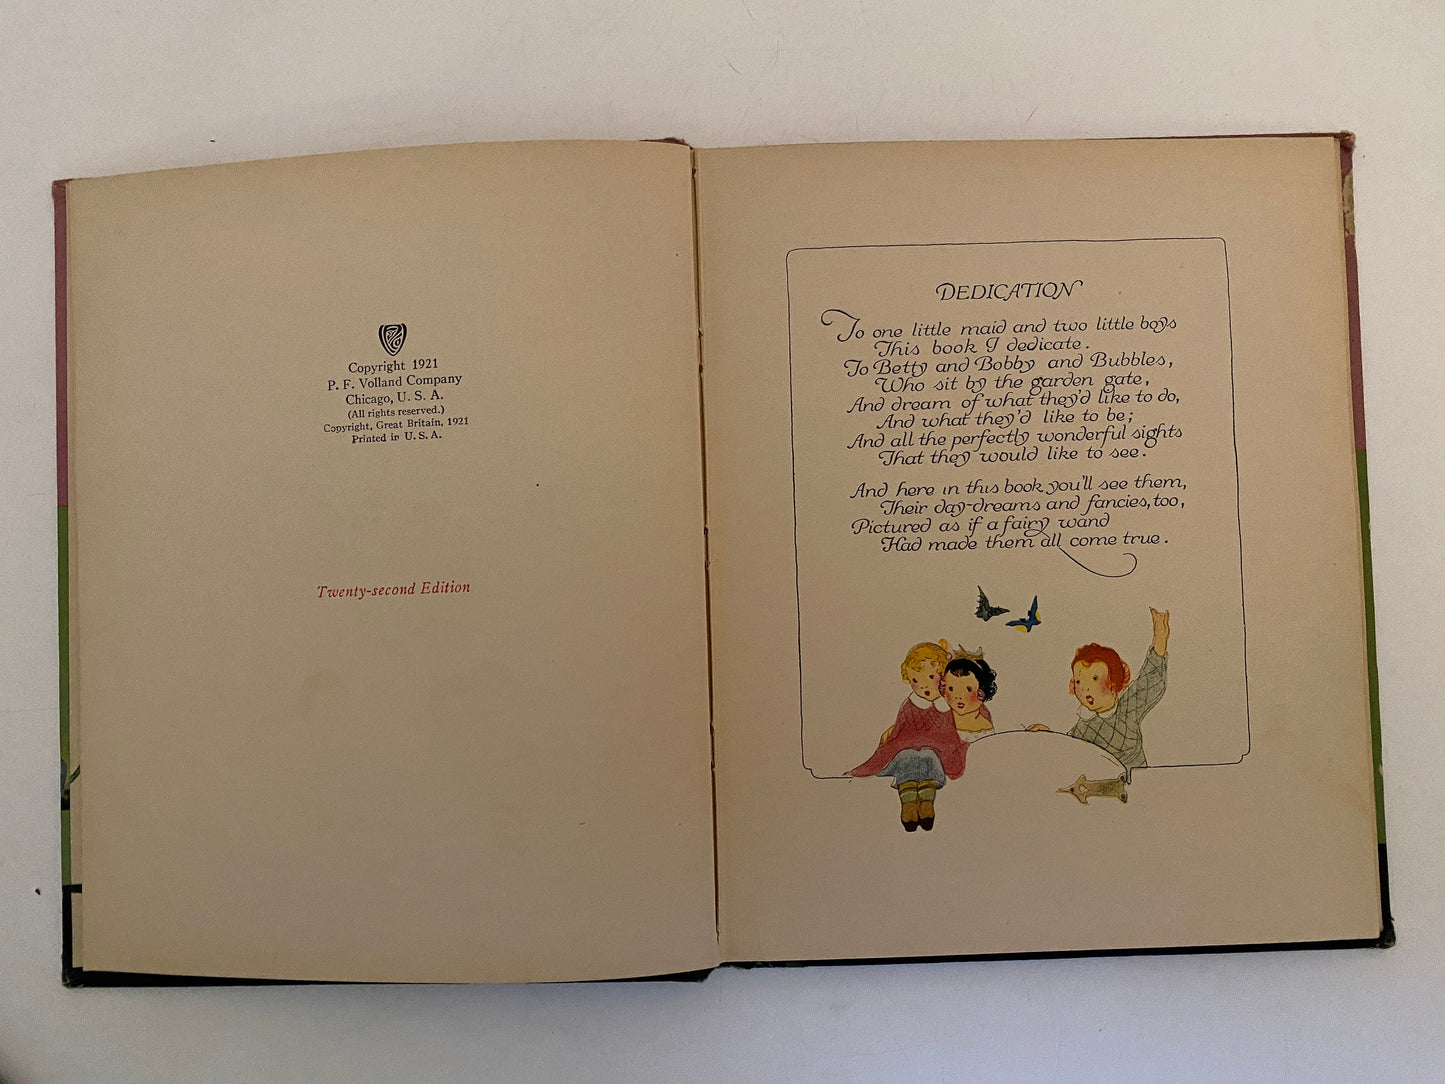 Copyright 1921
P. F. Volland Company
Chicago, U. S. A.
(All rights reserved.)
Copyright, Great Britain, 1921
Printed in U. S. A.
Twenty-second Edition
DEDICATION
To one little maid and two little boys
This book I dedicate.
To Betty and Bobby and Bubbles,
Who sit by the garden gate,
And dream of what they'd like to do,
And what they'd like to be;
And all the perfectly wonderful sights
That they would like to see.
And here in this book you'll see them,
Their day-dreams and fancies, too,
Pictured as if a fairy wand
Had made them all come true.